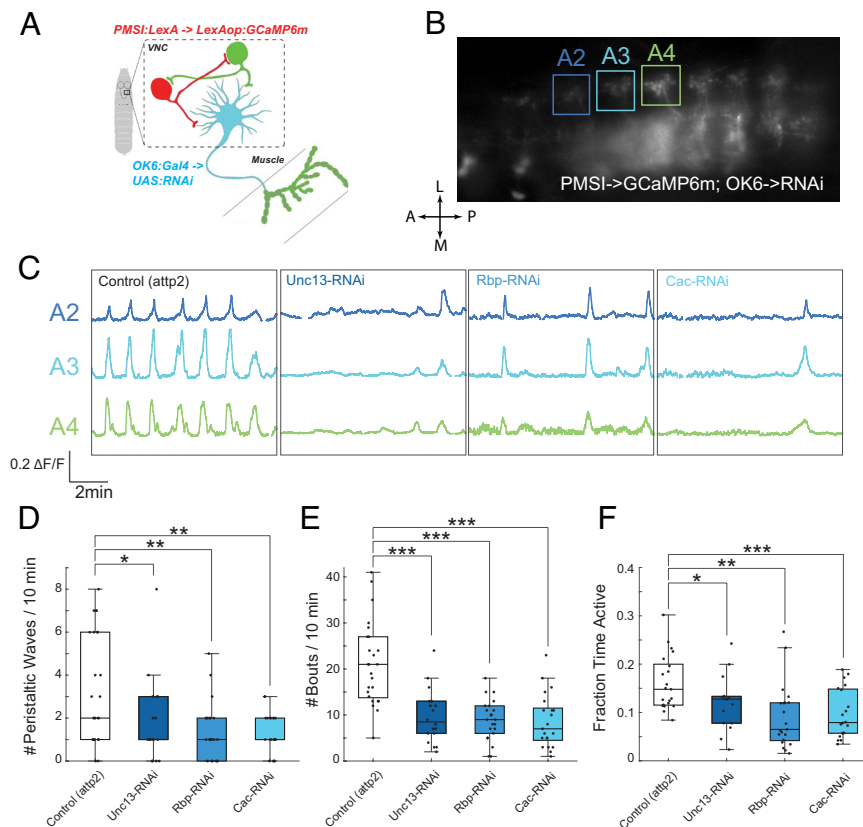 A
PMSI:LexA -> LexAop:GCaMP6m
VNC
OK6:Gal4 ->
UAS:RNAi
Muscle
B
A2 A3 A4
PMSI->GCaMP6m; OK6->RNAi
L
A P
M
C
Control (attp2) Unc13-RNAi Rbp-RNAi Cac-RNAi
A2
A3
A4
0.2 ΔF/F
2min
D
** 
**
*
#Peristaltic Waves / 10 min
8
6
4
2
0
Control (attp2) Unc13-RNAi Rbp-RNAi Cac-RNAi
E
***
***
***
#Bouts / 10 min
40
30
20
10
0
Control (attp2) Unc13-RNAi Rbp-RNAi Cac-RNAi
F
***
**
*
Fraction Time Active
0.4
0.3
0.2
0.1
0
Control (attp2) Unc13-RNAi Rbp-RNAi Cac-RNAi